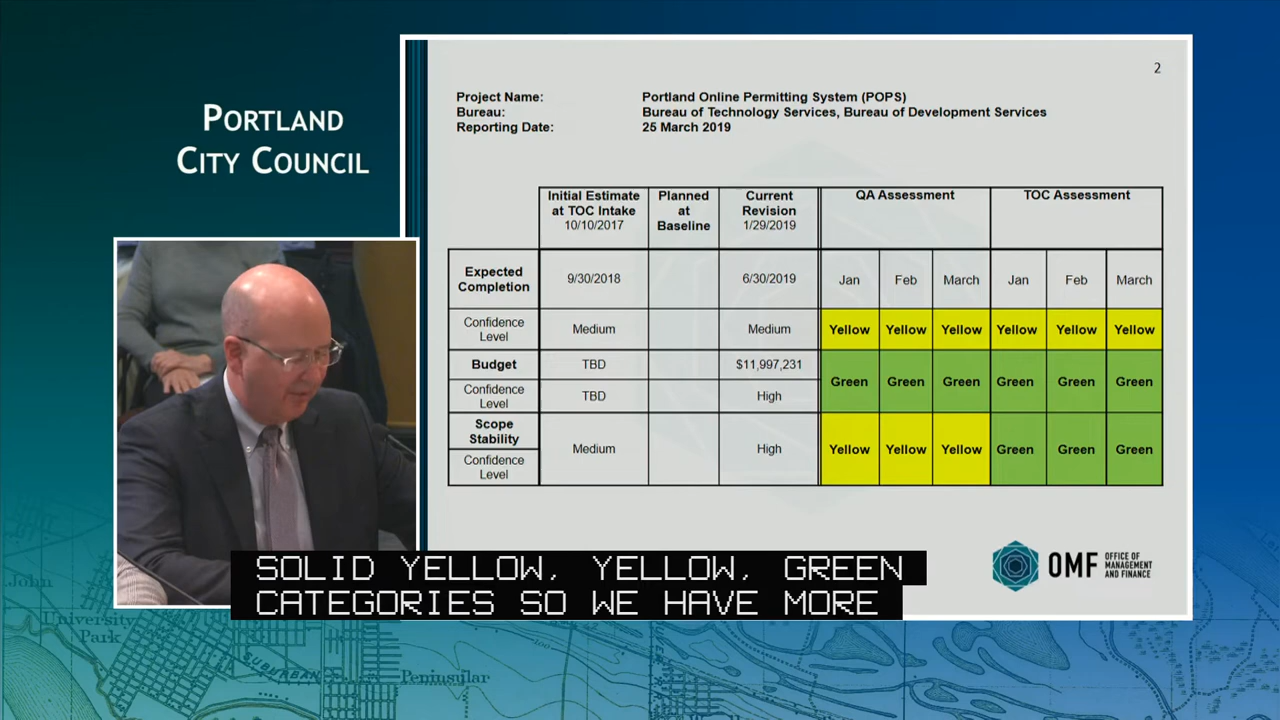 PORTLAND
CITY COUNCIL
2
Project Name: Portland Online Permitting System (POPS)
Bureau: Bureau of Technology Services, Bureau of Development Services
Reporting Date: 25 March 2019
Initial Estimate at TOC Intake 10/10/2017
Planned at Baseline
Current Revision 1/29/2019
QA Assessment
TOC Assessment
Expected Completion 9/30/2018 6/30/2019 Jan Feb March Jan Feb March
Confidence Level Medium Medium Yellow Yellow Yellow Yellow Yellow Yellow
Budget TBD $11,997,231
Green Green Green Green Green Green
Confidence Level TBD High
Scope Stability
Medium High Yellow Yellow Yellow Green Green Green
Confidence Level
OMF OFFICE OF MANAGEMENT AND FINANCE
SOLID YELLOW, YELLOW, GREEN
CATEGORIES SO WE HAVE MORE
John
University
Park
SUBURBAN
Peninsular